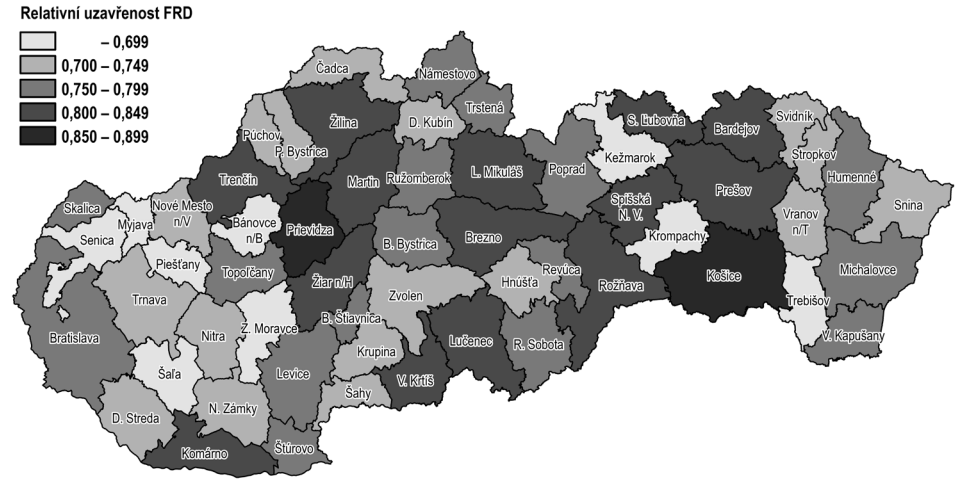 Relativní uzavřenost FRD
– 0,699
0,700 – 0,749
0,750 – 0,799
0,800 – 0,849
0,850 – 0,899
Čadca
Námestovo
Trstená
Žilina
D. Kubín
Púchov
P. Bystrica
S. Ľubovňa
Bardejov
Svidník
Stropkov
Kežmarok
Humenné
Trenčín
Martin
Ružomberok
L. Mikuláš
Poprad
Prešov
Spišská
N. V.
Skalica
Nové Mesto
n/V
Myjava
Senica
Bánovce
n/B
Prievidza
B. Bystrica
Brezno
Krompachy
Vranov
n/T
Snina
Piešťany
Topoľčany
Žiar n/H
Zvolen
Hnúšťa
Revúca
Rožňava
Košice
Michalovce
Trebišov
Trnava
Z. Moravce
B. Štiavnica
Bratislava
Nitra
Krupina
Lučenec
R. Sobota
V. Kapušany
Šaľa
Levice
Šahy
V. Krtíš
D. Streda
N. Zámky
Komárno
Štúrovo